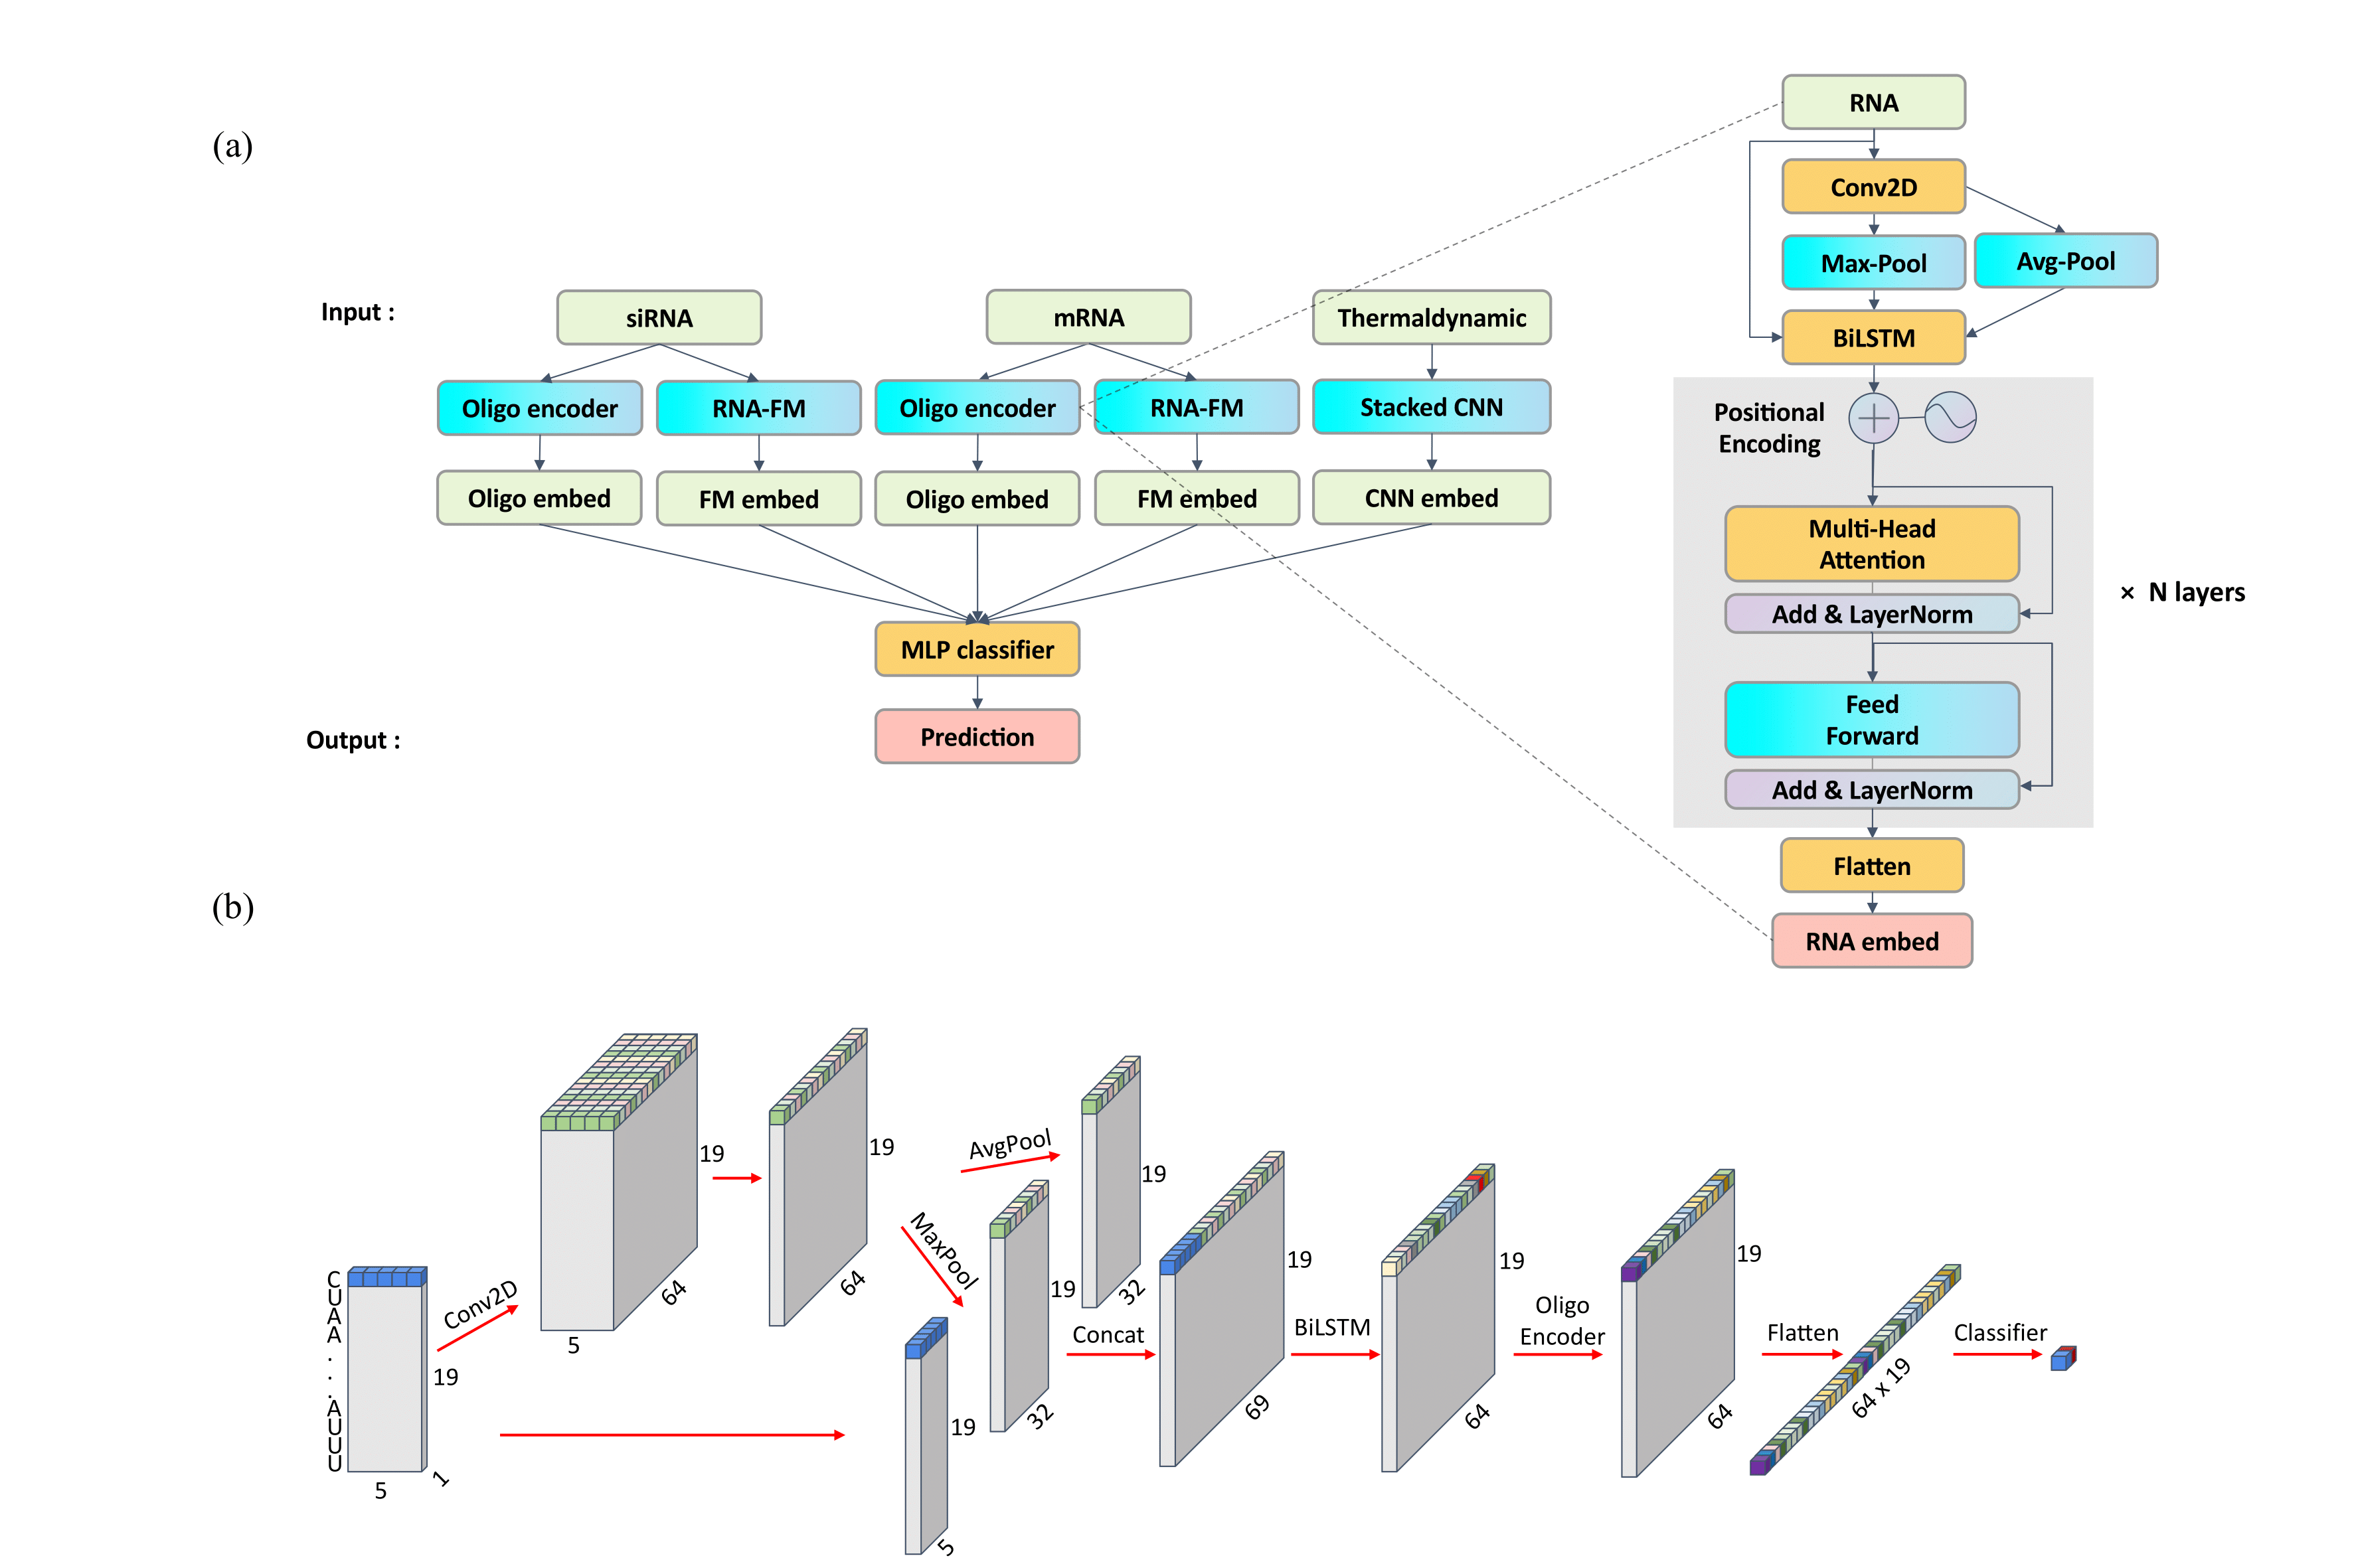 (a)
Input :
siRNA
mRNA
Thermaldynamic
Oligo encoder
RNA-FM
Oligo encoder
RNA-FM
Stacked CNN
Oligo embed
FM embed
Oligo embed
FM embed
CNN embed
MLP classifier
Output :
Prediction
RNA
Conv2D
Max-Pool
Avg-Pool
BiLSTM
Positional
Encoding
Multi-Head
Attention
Add & LayerNorm
× N layers
Feed
Forward
Add & LayerNorm
Flatten
RNA embed
(b)
C
U
A
A
.
.
.
A
U
U
U
19
5
1
Conv2D
5
64
19
64
19
AvgPool
MaxPool
19
32
19
32
19
5
Concat
19
69
BiLSTM
19
64
Oligo
Encoder
19
64
Flatten
64 x 19
Classifier